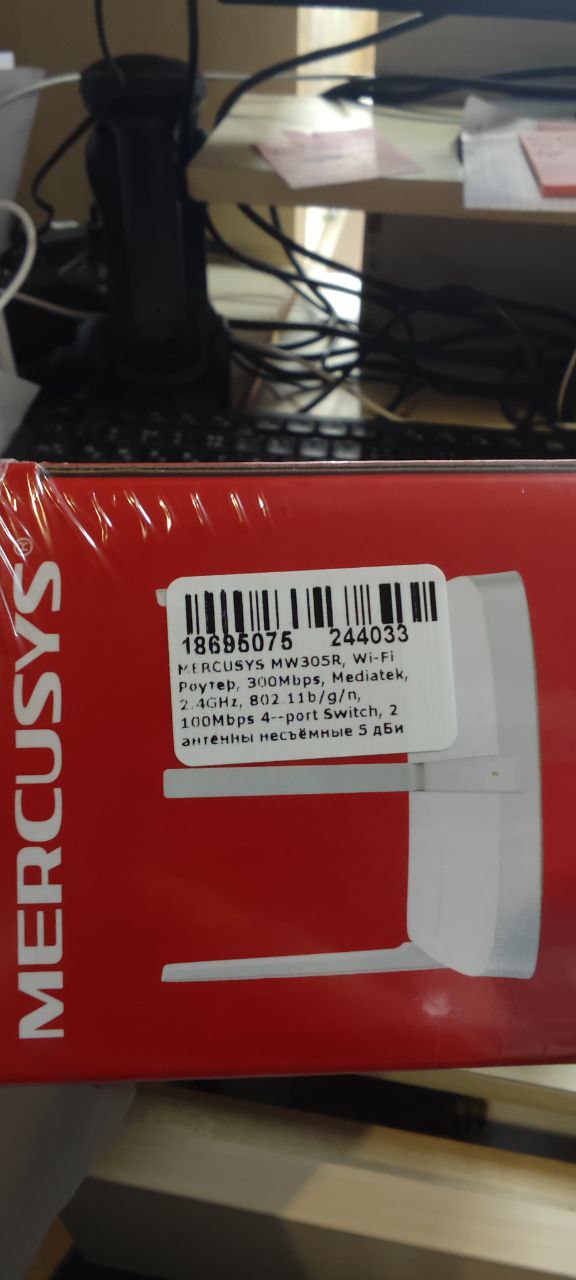 MERCUSYS®
18695075 244033
MERCUSYS MW305R, Wi-Fi
Роутер, 300Mbps, Mediatek,
2.4GHz, 802.11b/g/n,
100Mbps 4--port Switch, 2
антенны несъёмные 5 дБи